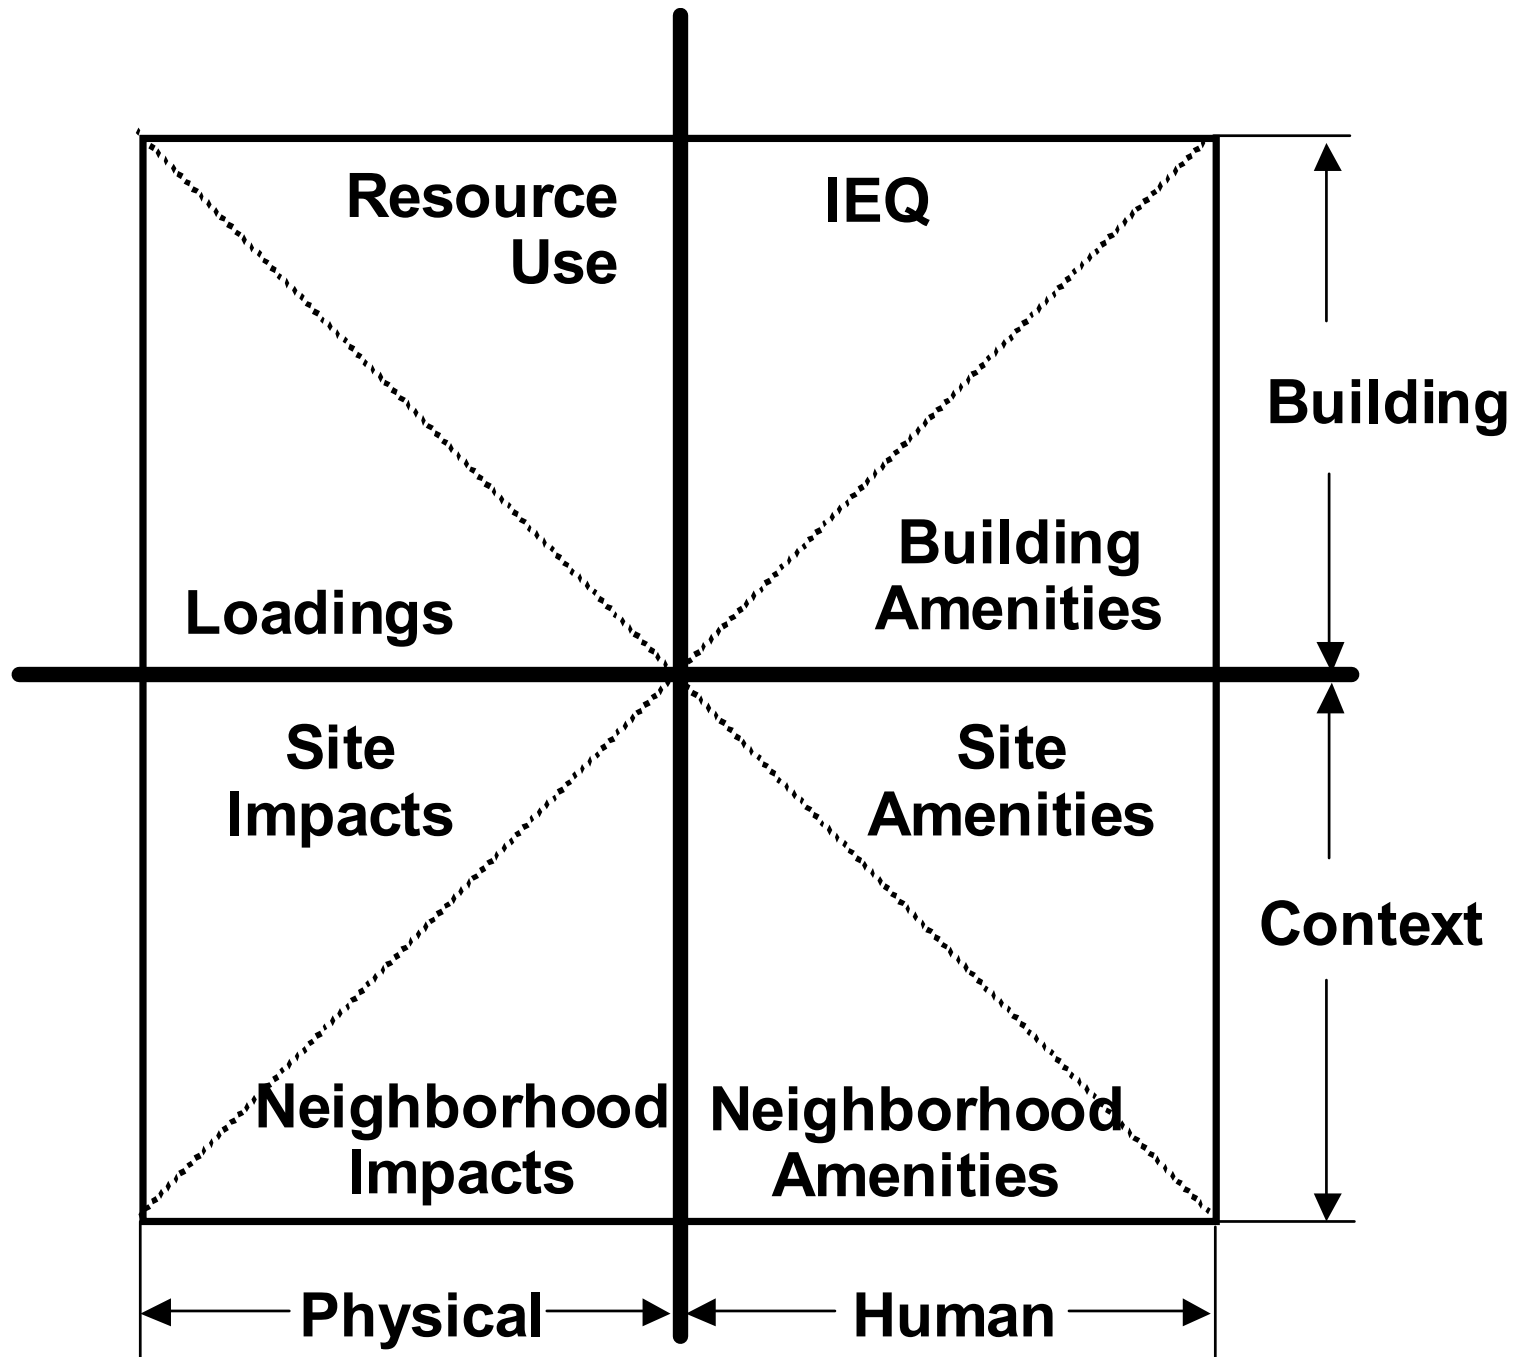 Resource
Use
IEQ
Building
Building
Amenities
Loadings
Site
Impacts
Site
Amenities
Context
Neighborhood
Impacts
Neighborhood
Amenities
Physical
Human